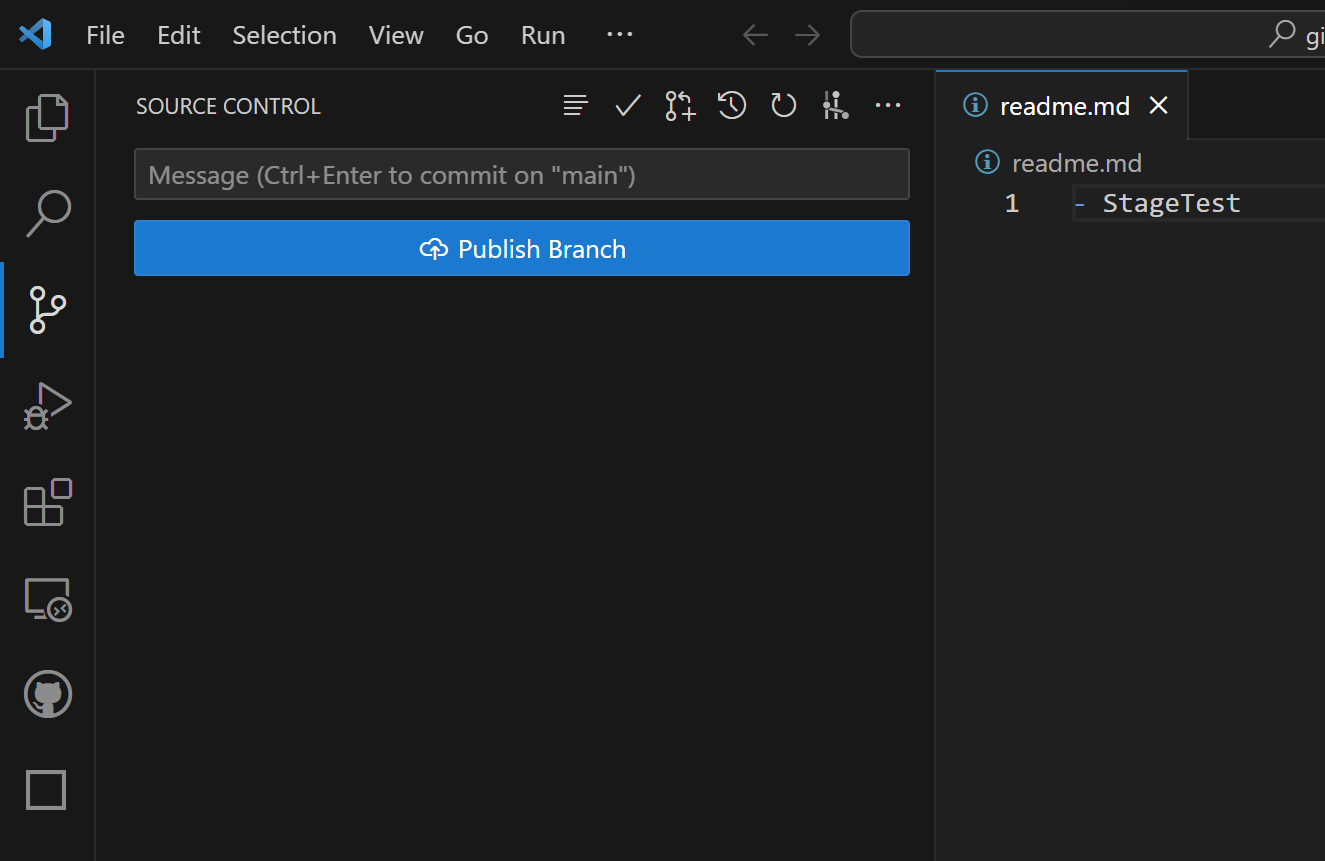 File Edit Selection View Go Run ···
gi
SOURCE CONTROL
Message (Ctrl+Enter to commit on "main")
Publish Branch
readme.md
readme.md
1 - StageTest